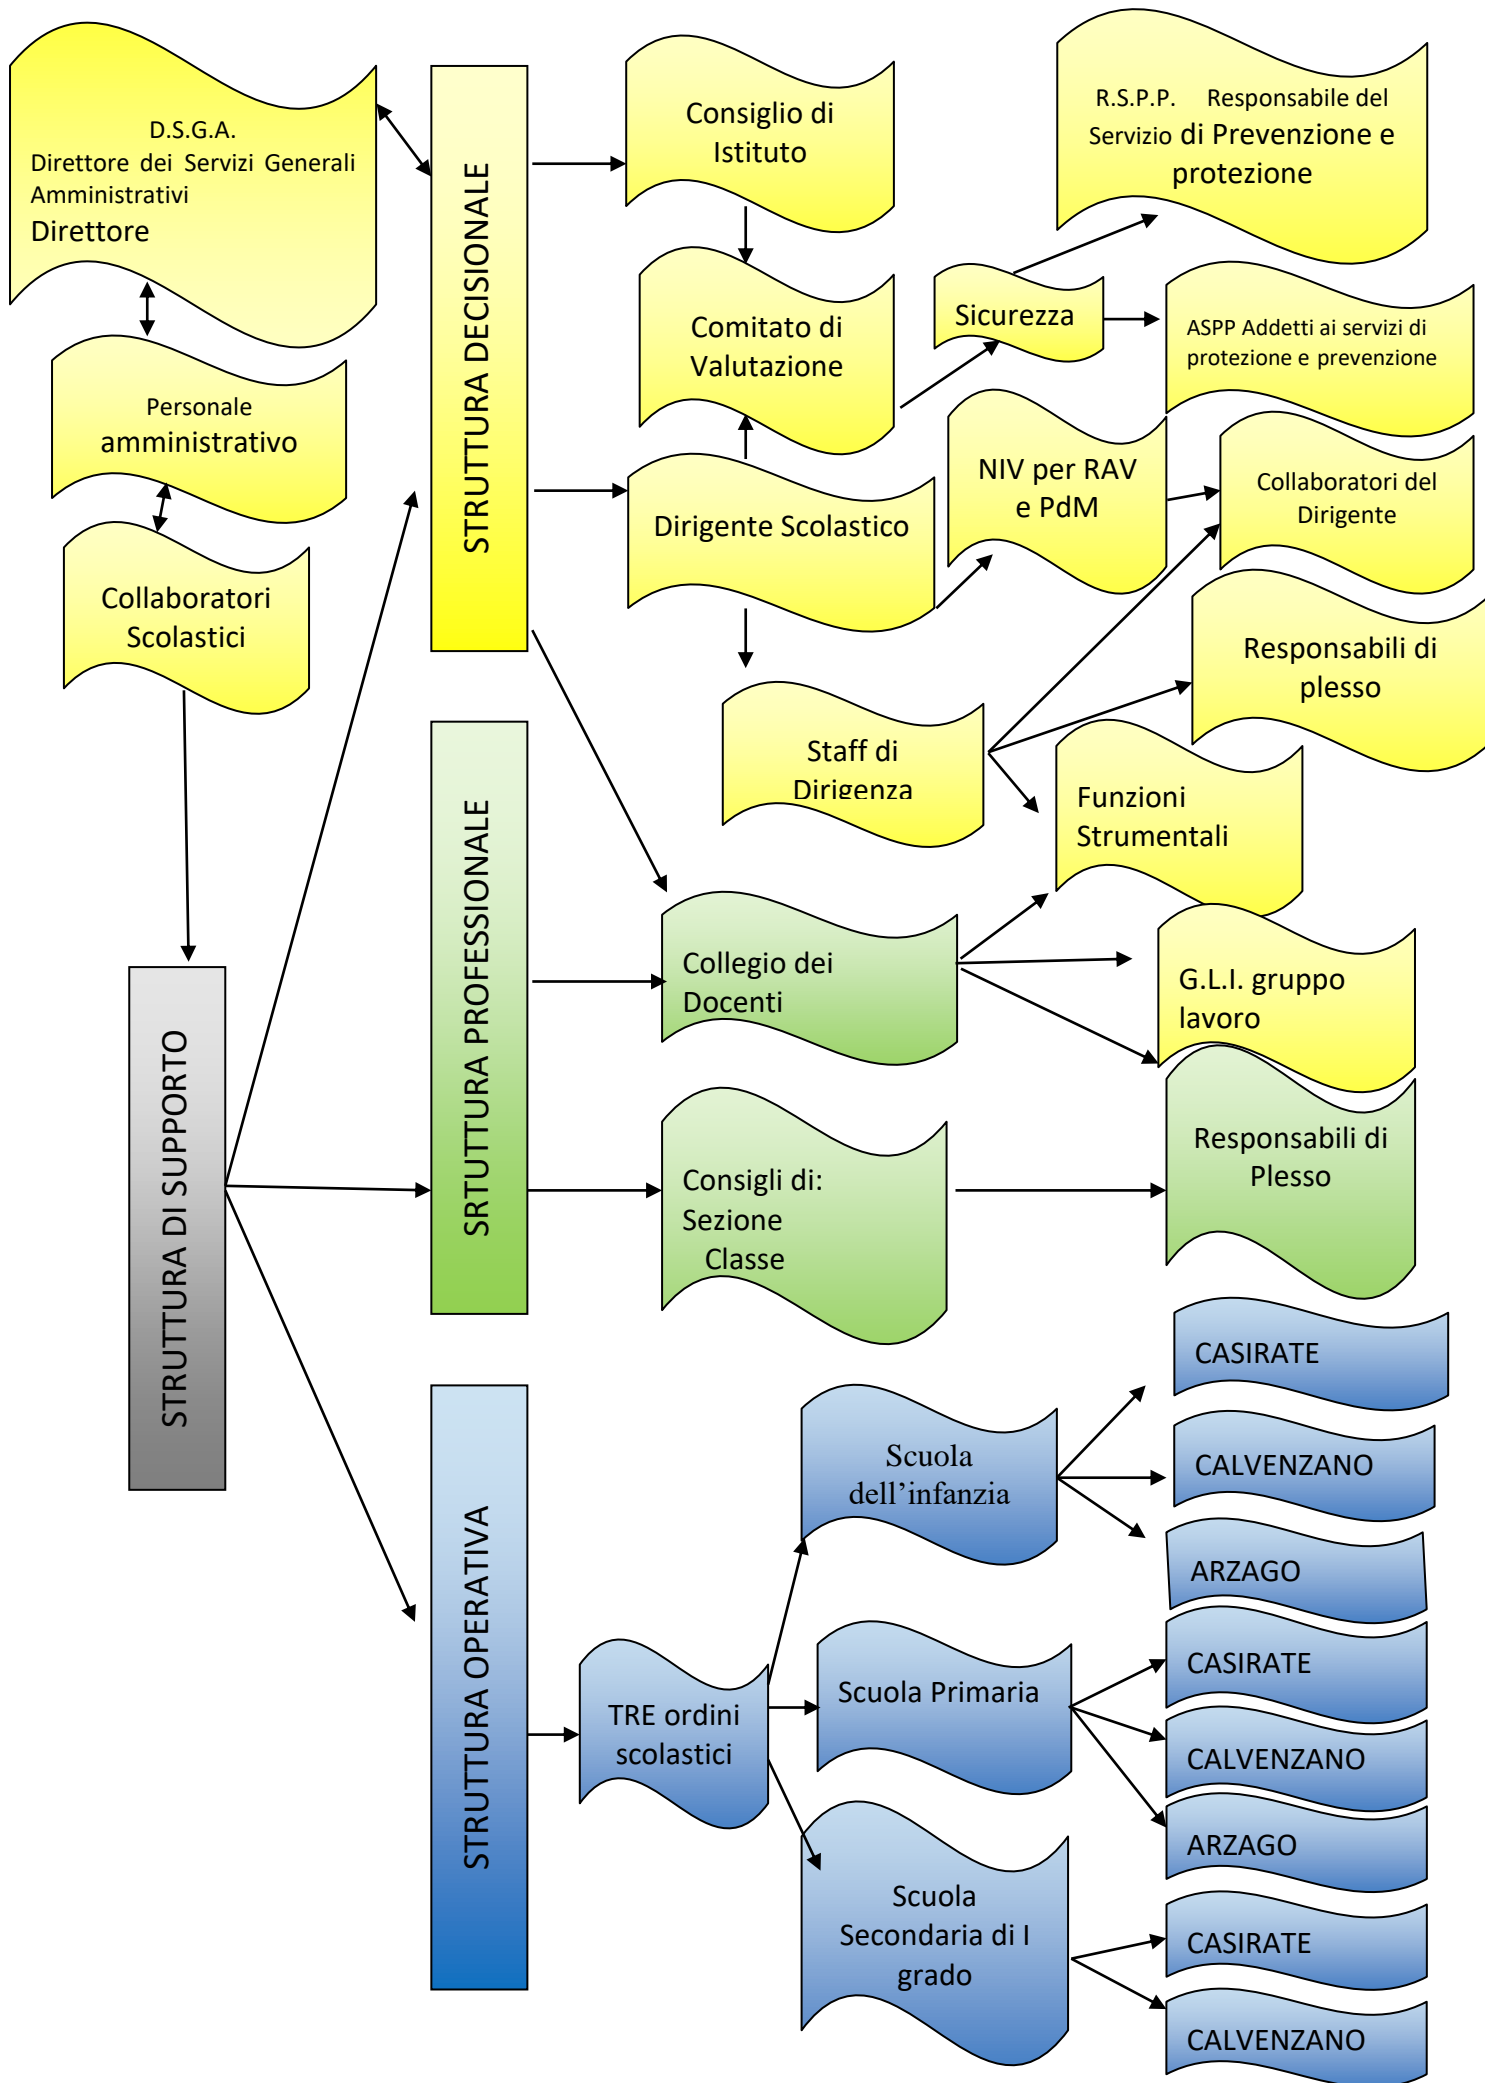 D.S.G.A.
Direttore dei Servizi Generali
Amministrativi
Direttore
Personale
amministrativo
Collaboratori
Scolastici
STRUTTURA DI SUPPORTO
STRUTTURA DECISIONALE
Consiglio di
Istituto
Comitato di
Valutazione
Dirigente Scolastico
Staff di
Dirigenza
Sicurezza
R.S.P.P. Responsabile del
Servizio di Prevenzione e
protezione
ASPP Addetti ai servizi di
protezione e prevenzione
NIV per RAV
e PdM
Collaboratori del
Dirigente
Responsabili di
plesso
Funzioni
Strumentali
SRTUTTURA PROFESSIONALE
Collegio dei
Docenti
G.L.I. gruppo
lavoro
Consigli di:
Sezione
Classe
Responsabili di
Plesso
STRUTTURA OPERATIVA
TRE ordini
scolastici
Scuola
dell’infanzia
CASIRATE
CALVENZANO
ARZAGO
Scuola Primaria
CASIRATE
CALVENZANO
ARZAGO
Scuola
Secondaria di I
grado
CASIRATE
CALVENZANO